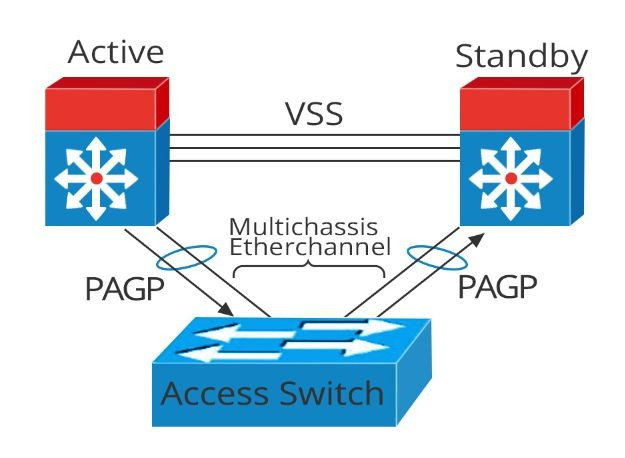 Active
Standby
VSS
Multichassis
Etherchannel
PAGP
PAGP
Access Switch